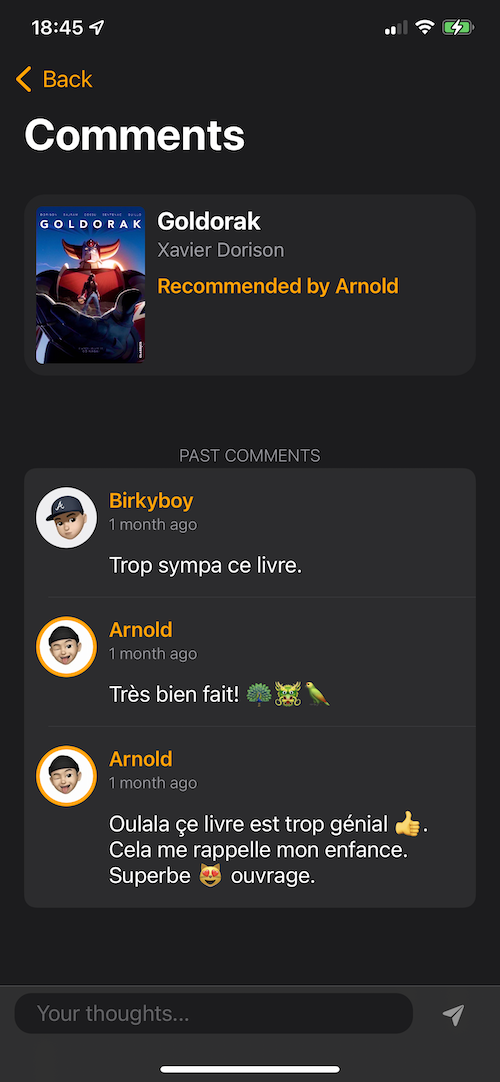 18:45
Back
Comments
GOLDORAK
Goldorak
Xavier Dorison
Recommended by Arnold
PAST COMMENTS
Birkyboy
1 month ago
Trop sympa ce livre.
Arnold
1 month ago
Très bien fait! 🦚🐲🦜
Arnold
1 month ago
Oulala çe livre est trop génial 👍.
Cela me rappelle mon enfance.
Superbe 😻 ouvrage.
Your thoughts...